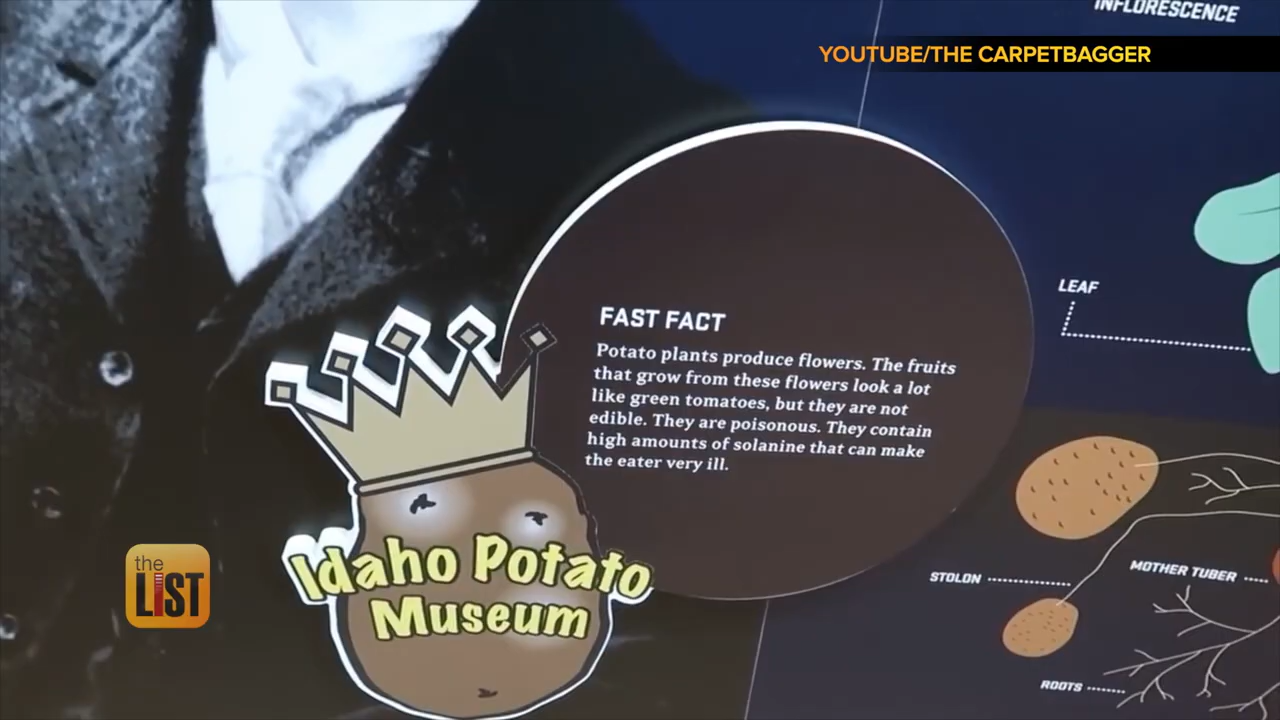 INFLORESCENCE
YOUTUBE/THE CARPETBAGGER
LEAF
FAST FACT
Potato plants produce flowers. The fruits
that grow from these flowers look a lot
like green tomatoes, but they are not
edible. They are poisonous. They contain
high amounts of solanine that can make
the eater very ill.
Idaho Potato
Museum
the
LIST
STOLON
MOTHER TUBER
ROOTS